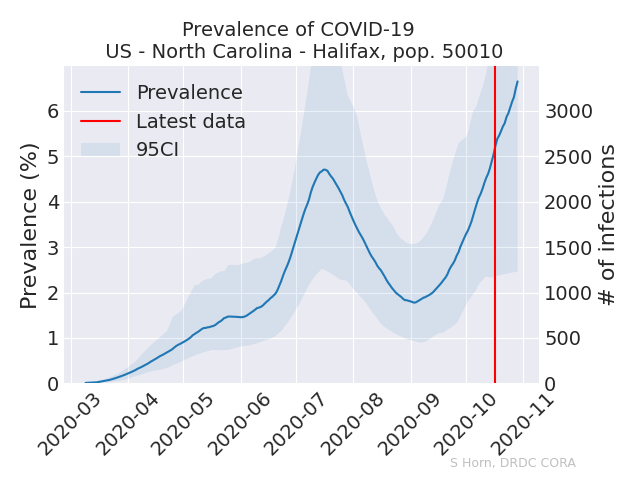 Prevalence of COVID-19
US - North Carolina - Halifax, pop. 50010
Prevalence
Latest data
95CI
Prevalence (%)
6
5
4
3
2
1
0
# of infections
3000
2500
2000
1500
1000
500
0
2020-03
2020-04
2020-05
2020-06
2020-07
2020-08
2020-09
2020-10
2020-11
S Horn, DRDC CORA